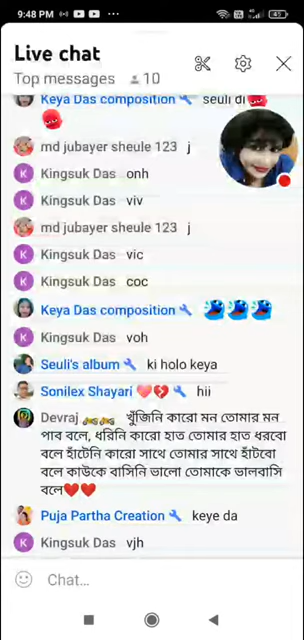 9:48 PM
45
Live chat
Top messages 10
Keya Das composition seuli di
md jubayer sheule 123 j
Kingsuk Das onh
Kingsuk Das viv
md jubayer sheule 123 j
Kingsuk Das vic
Kingsuk Das coc
Keya Das composition
Kingsuk Das voh
Seuli's album ki holo keya
Sonilex Shayari hii
Devraj খুঁজিনি কারো মন তোমার মন
পাব বলে, ধরিনি কারো হাত তোমার হাত ধরবো
বলে হাঁটেনি কারো সাথে তোমার সাথে হাঁটবো
বলে কাউকে বাসিনি ভালো তোমাকে ভালবাসি
বলে❤❤
Puja Partha Creation keye da
Kingsuk Das vjh
Chat...